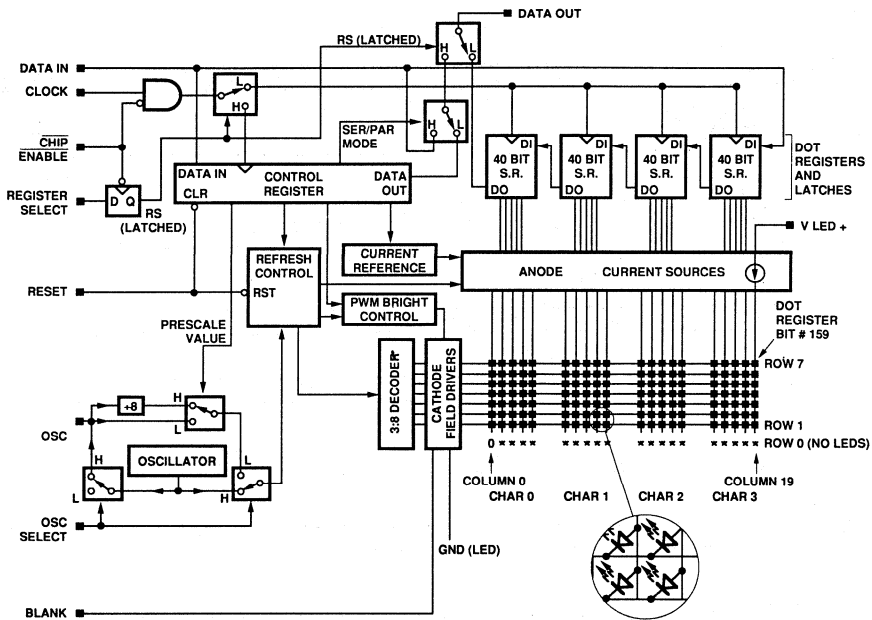 DATA OUT
RS (LATCHED)
H
L
DATA IN
CLOCK
L
H
CHIP
ENABLE
SER/PAR
MODE
H
L
DI
40 BIT
S.R.
DO
DI
40 BIT
S.R.
DO
DI
40 BIT
S.R.
DO
DI
40 BIT
S.R.
DO
DOT
REGISTERS
AND
LATCHES
REGISTER
SELECT
D Q
RS
(LATCHED)
DATA IN
CLR
CONTROL
REGISTER
DATA
OUT
V LED +
REFRESH
CONTROL
RST
CURRENT
REFERENCE
ANODE CURRENT SOURCES
RESET
PWM BRIGHT
CONTROL
DOT
REGISTER
BIT # 159
PRESCALE
VALUE
3:8 DECODER
CATHODE
FIELD DRIVERS
ROW 7
ROW 1
ROW 0 (NO LEDS)
0 * * * * * * * * * * * * * * * * * * *
H
÷8
L
OSC
OSCILLATOR
H
L
L
H
OSC
SELECT
COLUMN 0
COLUMN 19
CHAR 0
CHAR 1
CHAR 2
CHAR 3
GND (LED)
BLANK